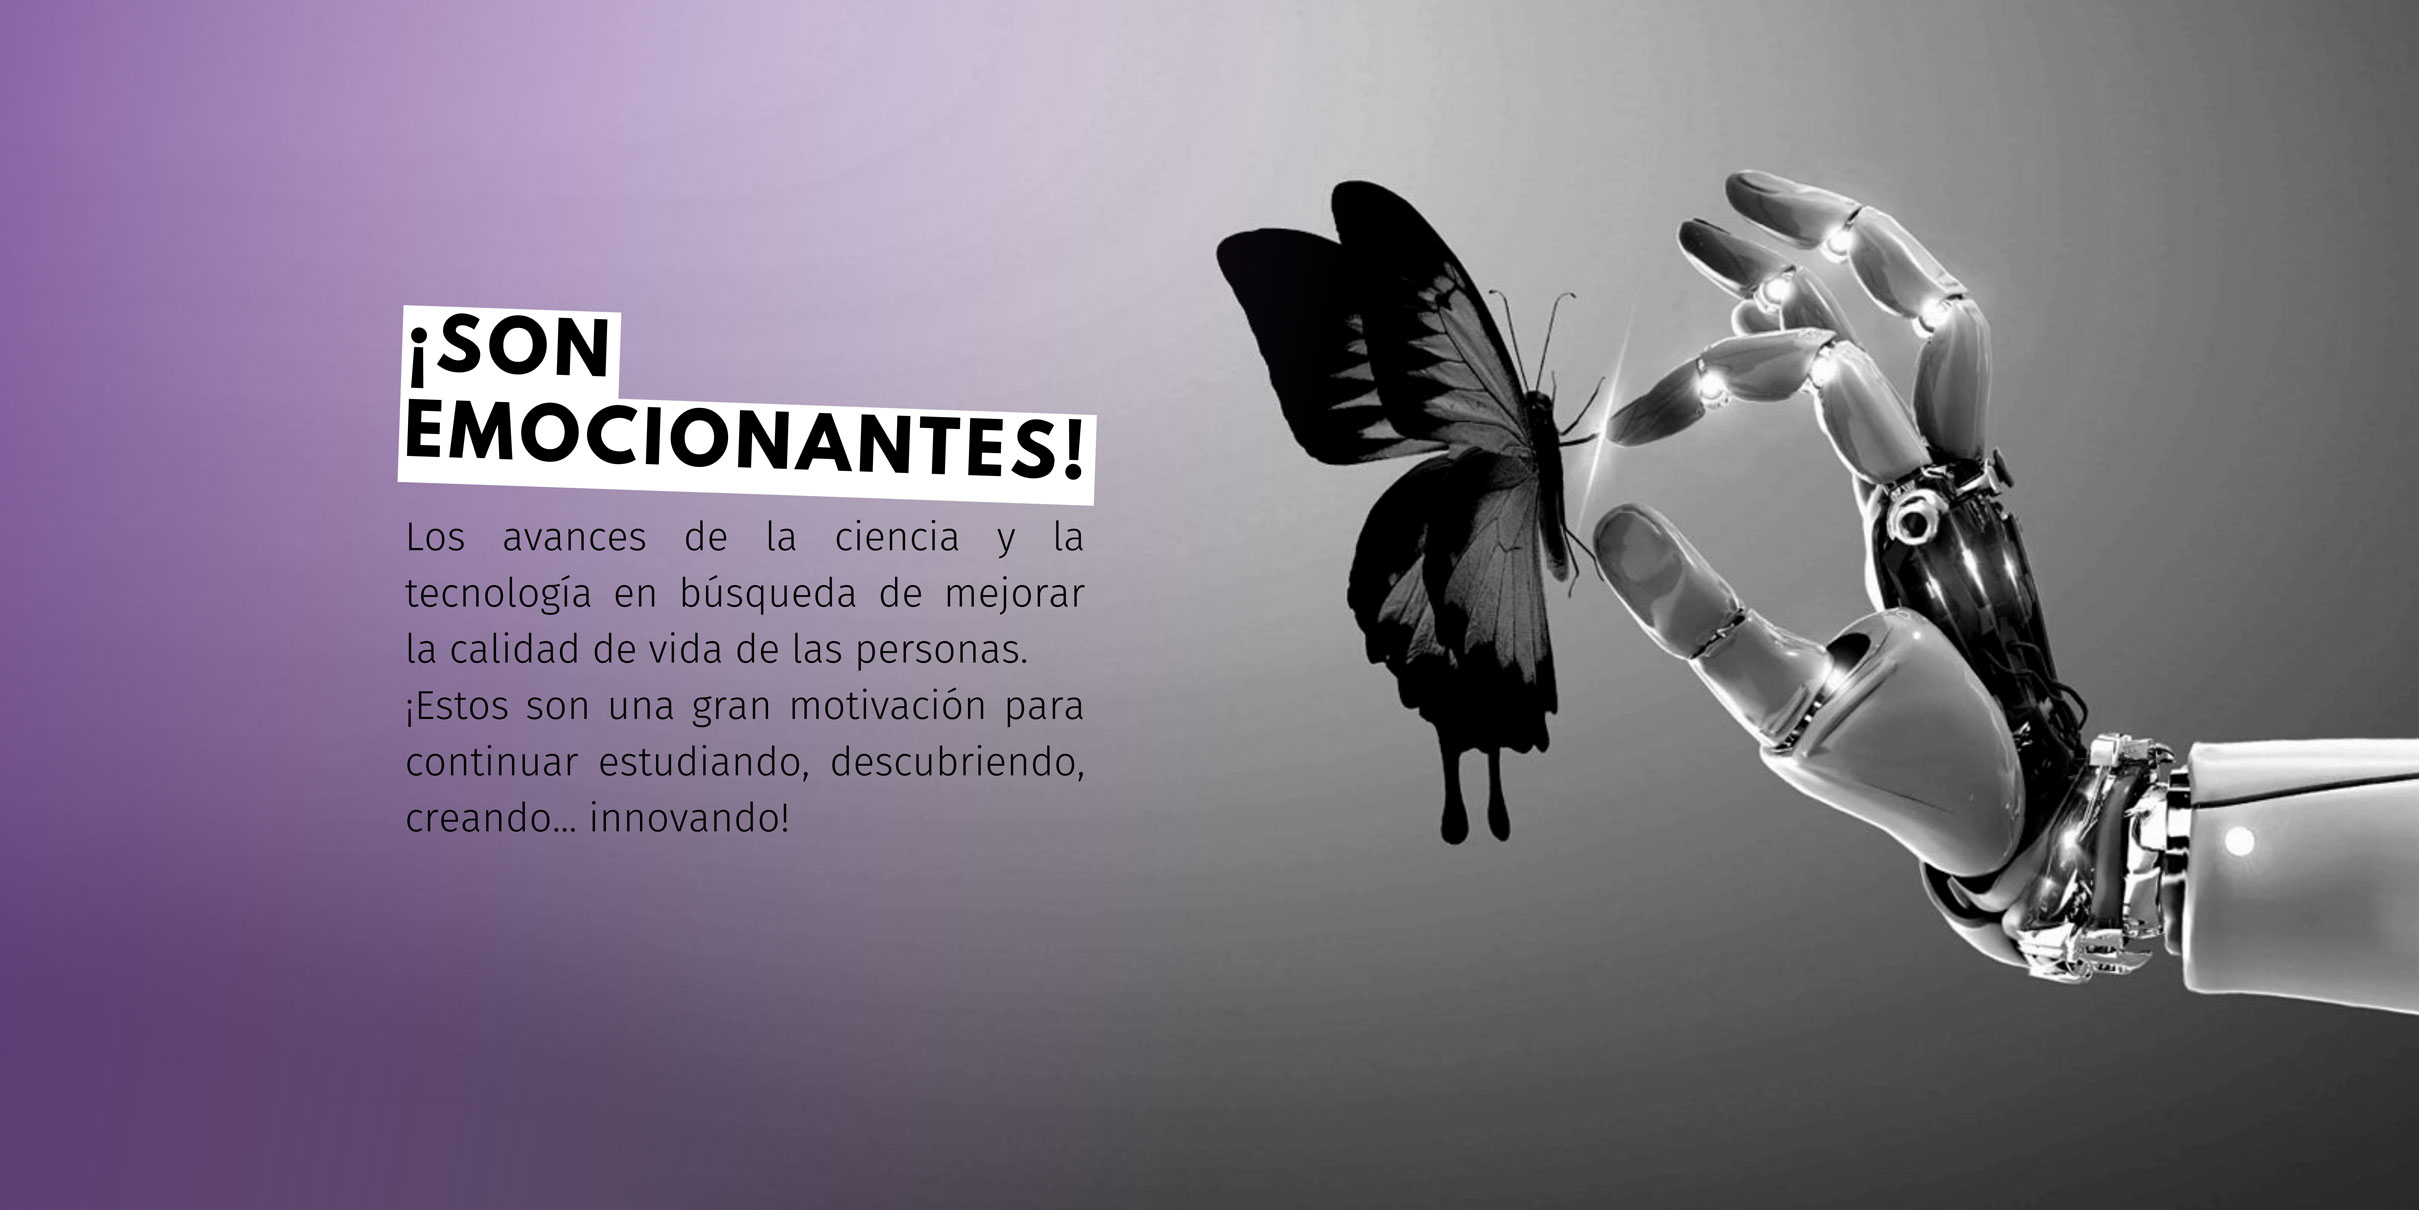 ¡SON
EMOCIONANTES!
Los avances de la ciencia y la
tecnología en búsqueda de mejorar
la calidad de vida de las personas.
¡Estos son una gran motivación para
continuar estudiando, descubriendo,
creando... innovando!